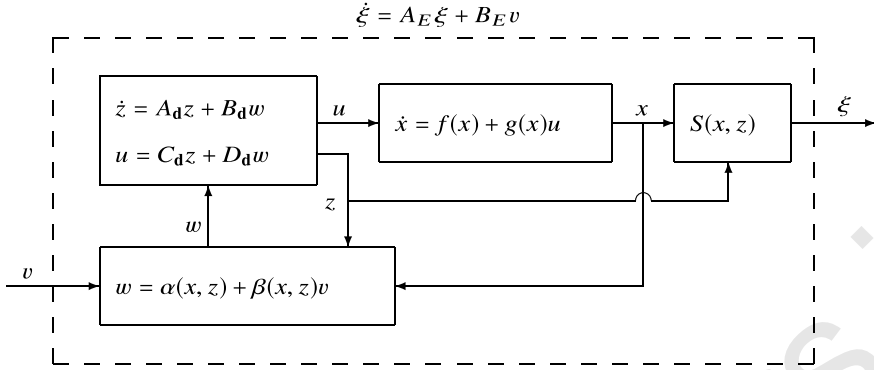 ξ̇ = A_E ξ + B_E v
ż = A_d z + B_d w
u = C_d z + D_d w
u
ẋ = f(x) + g(x)u
x
S(x, z)
ξ
z
w
v
w = α(x, z) + β(x, z)v